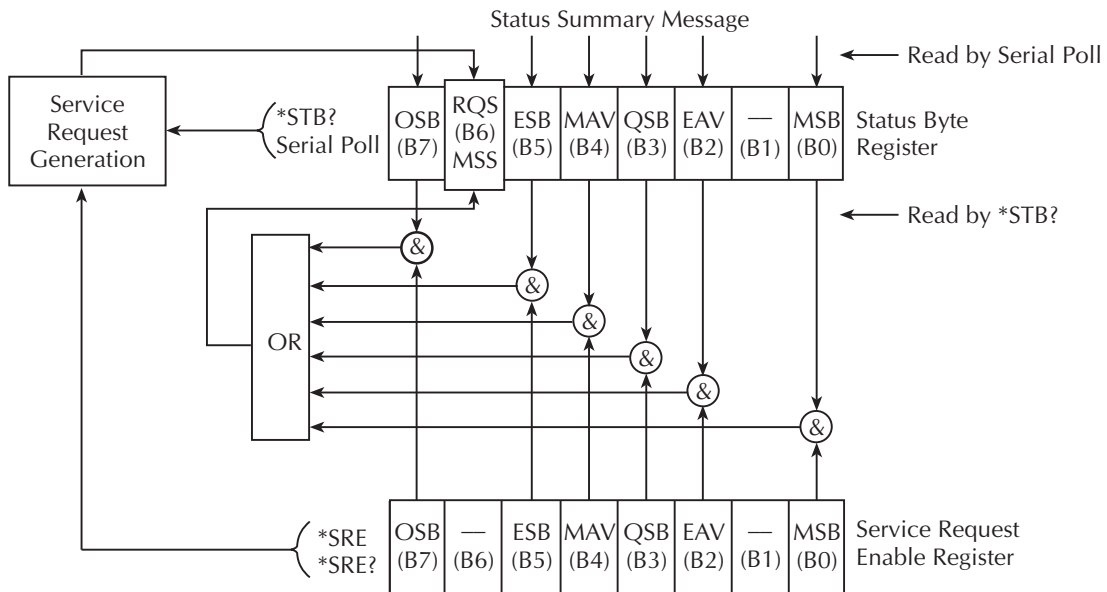 Status Summary Message
Read by Serial Poll
Service
Request
Generation
*STB?
Serial Poll
OSB
(B7)
RQS
(B6)
MSS
ESB
(B5)
MAV
(B4)
QSB
(B3)
EAV
(B2)
—
(B1)
MSB
(B0)
Status Byte
Register
Read by *STB?
&
&
&
&
&
&
OR
*SRE
*SRE?
OSB
(B7)
—
(B6)
ESB
(B5)
MAV
(B4)
QSB
(B3)
EAV
(B2)
—
(B1)
MSB
(B0)
Service Request
Enable Register